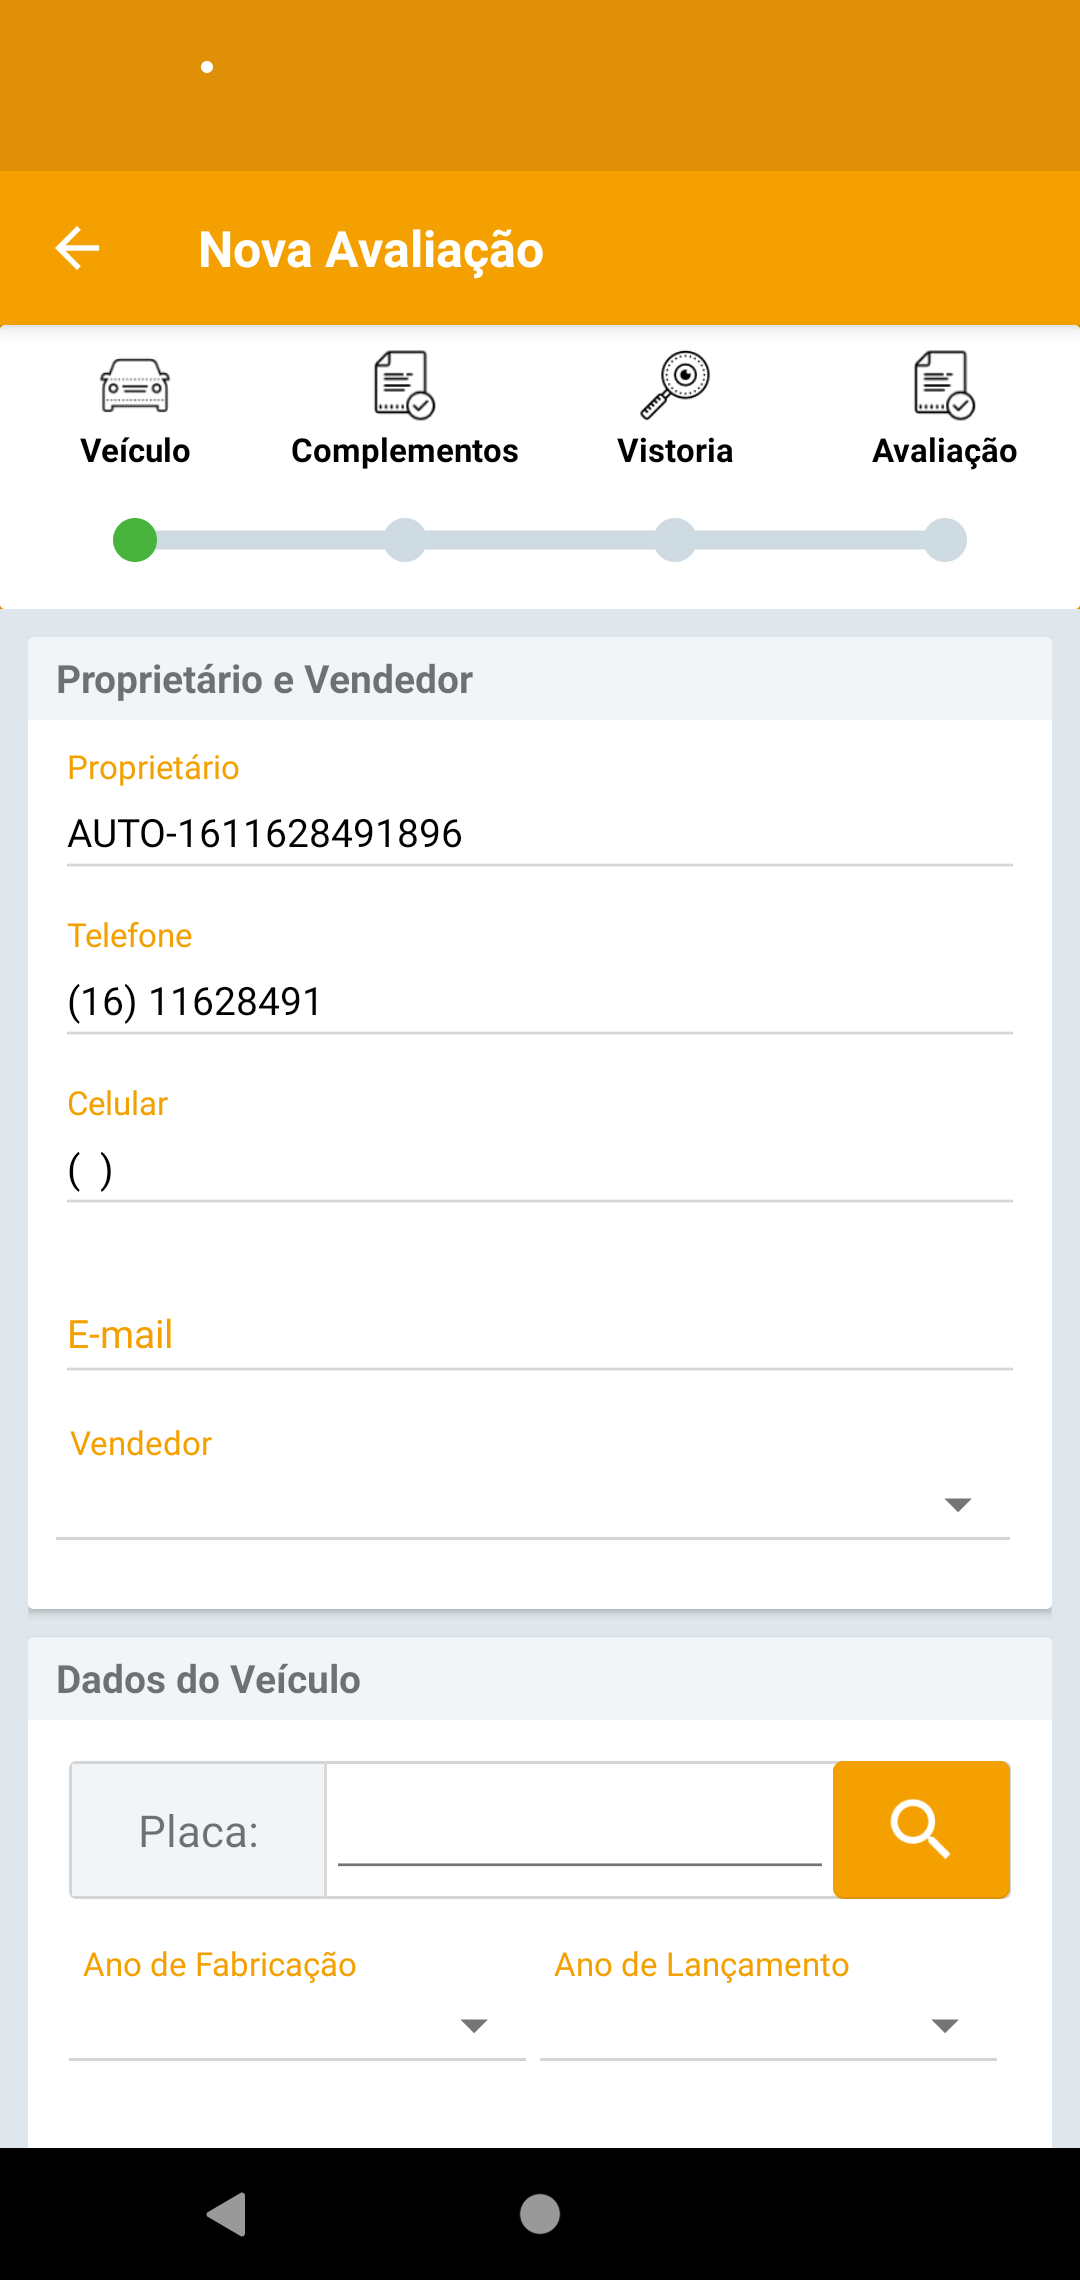 Nova Avaliação
Veículo
Complementos
Vistoria
Avaliação
Proprietário e Vendedor
Proprietário
AUTO-1611628491896
Telefone
(16) 11628491
Celular
(  )
E-mail
Vendedor
Dados do Veículo
Placa:
Ano de Fabricação
Ano de Lançamento